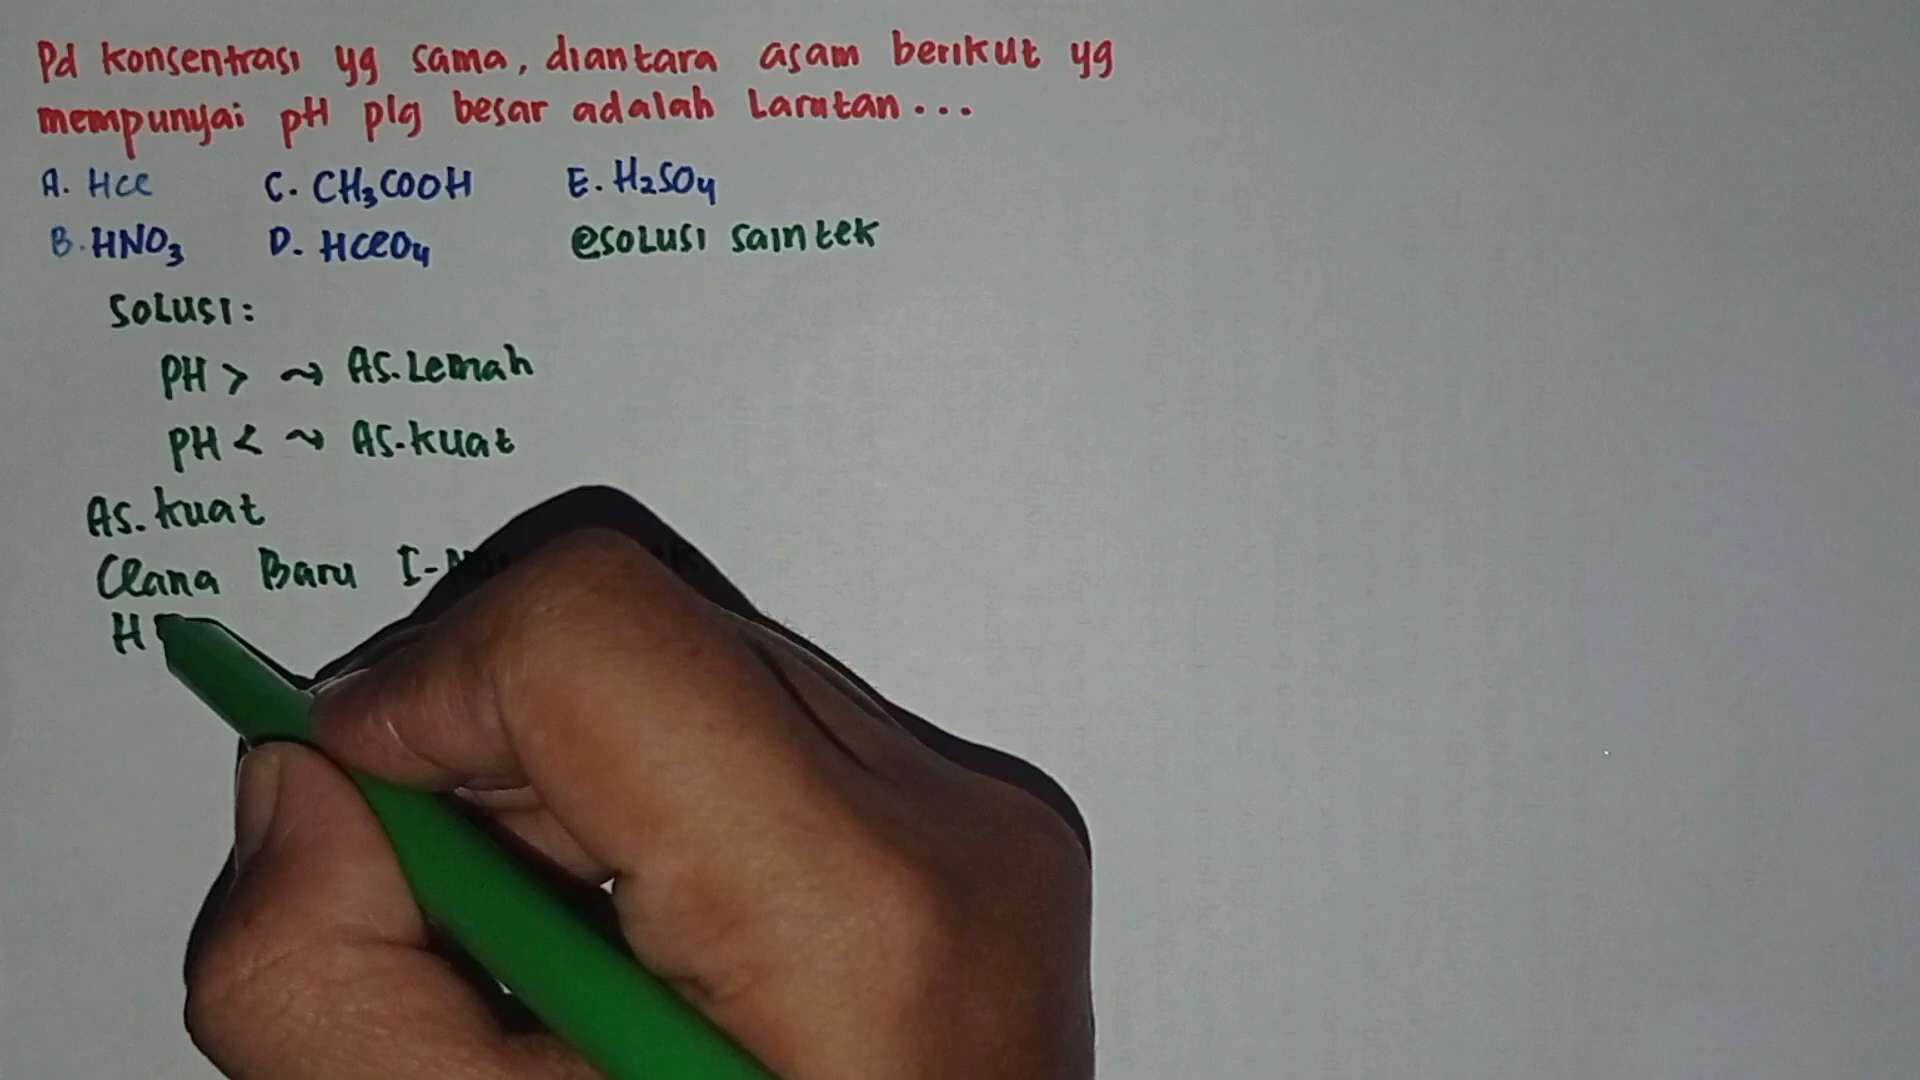 Pd konsentrasi yg sama, diantara asam berikut yg
mempunyai pH plg besar adalah Larutan...
A. HCl C. CH3COOH E. H2SO4
B. HNO3 D. HClO4 @solusi saintek
SOLUSI:
PH > ⇝ AS. Lemah
PH < ⇝ AS. kuat
AS. kuat
Clana Baru I-
H